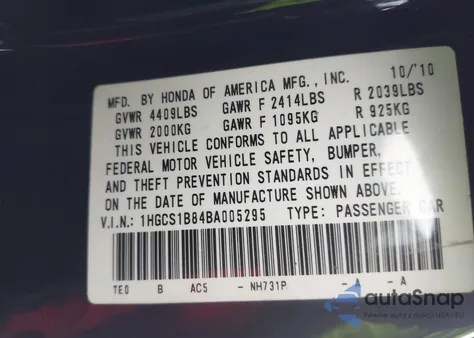 MFD. BY HONDA OF AMERICA MFG., INC. 10/'10
GVWR 4409LBS GAWR F 2414LBS R 2039LBS
GVWR 2000KG GAWR F 1095KG R 925KG
THIS VEHICLE CONFORMS TO ALL APPLICABLE
FEDERAL MOTOR VEHICLE SAFETY, BUMPER,
AND THEFT PREVENTION STANDARDS IN EFFECT
ON THE DATE OF MANUFACTURE SHOWN ABOVE.
V.I.N.: 1HGCS1B84BA005295 TYPE: PASSENGER CAR
TE0 B AC5 - NH731P -A -A
autoSnap